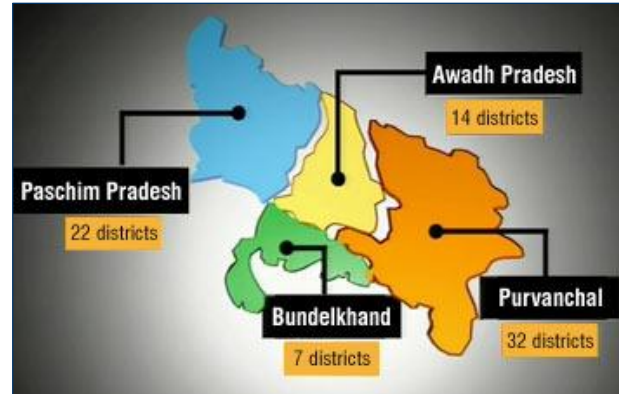 Awadh Pradesh
14 districts
Paschim Pradesh
22 districts
Purvanchal
32 districts
Bundelkhand
7 districts